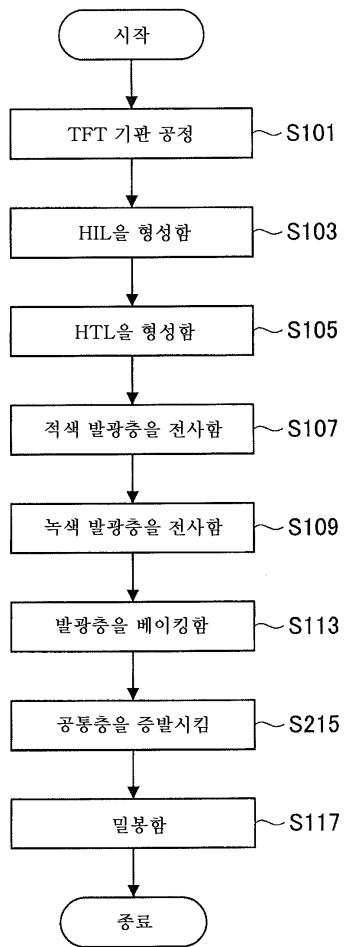 시작
TFT 기관 공정 S101
HIL을 형성함 S103
HTL을 형성함 S105
적색 발광층을 전사함 S107
녹색 발광층을 전사함 S109
발광층을 베이킹함 S113
공통층을 증발시킴 S215
밀봉함 S117
종료